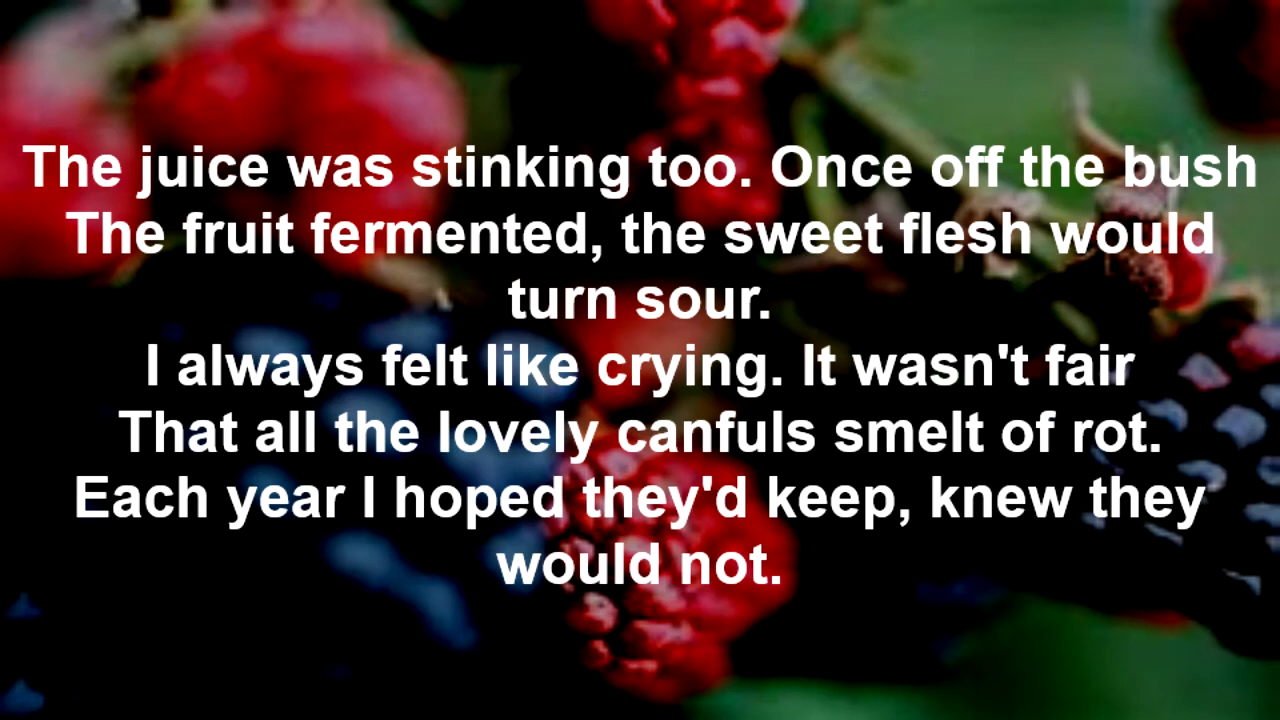 The juice was stinking too. Once off the bush
The fruit fermented, the sweet flesh would
turn sour.
I always felt like crying. It wasn't fair
That all the lovely canfuls smelt of rot.
Each year I hoped they'd keep, knew they
would not.